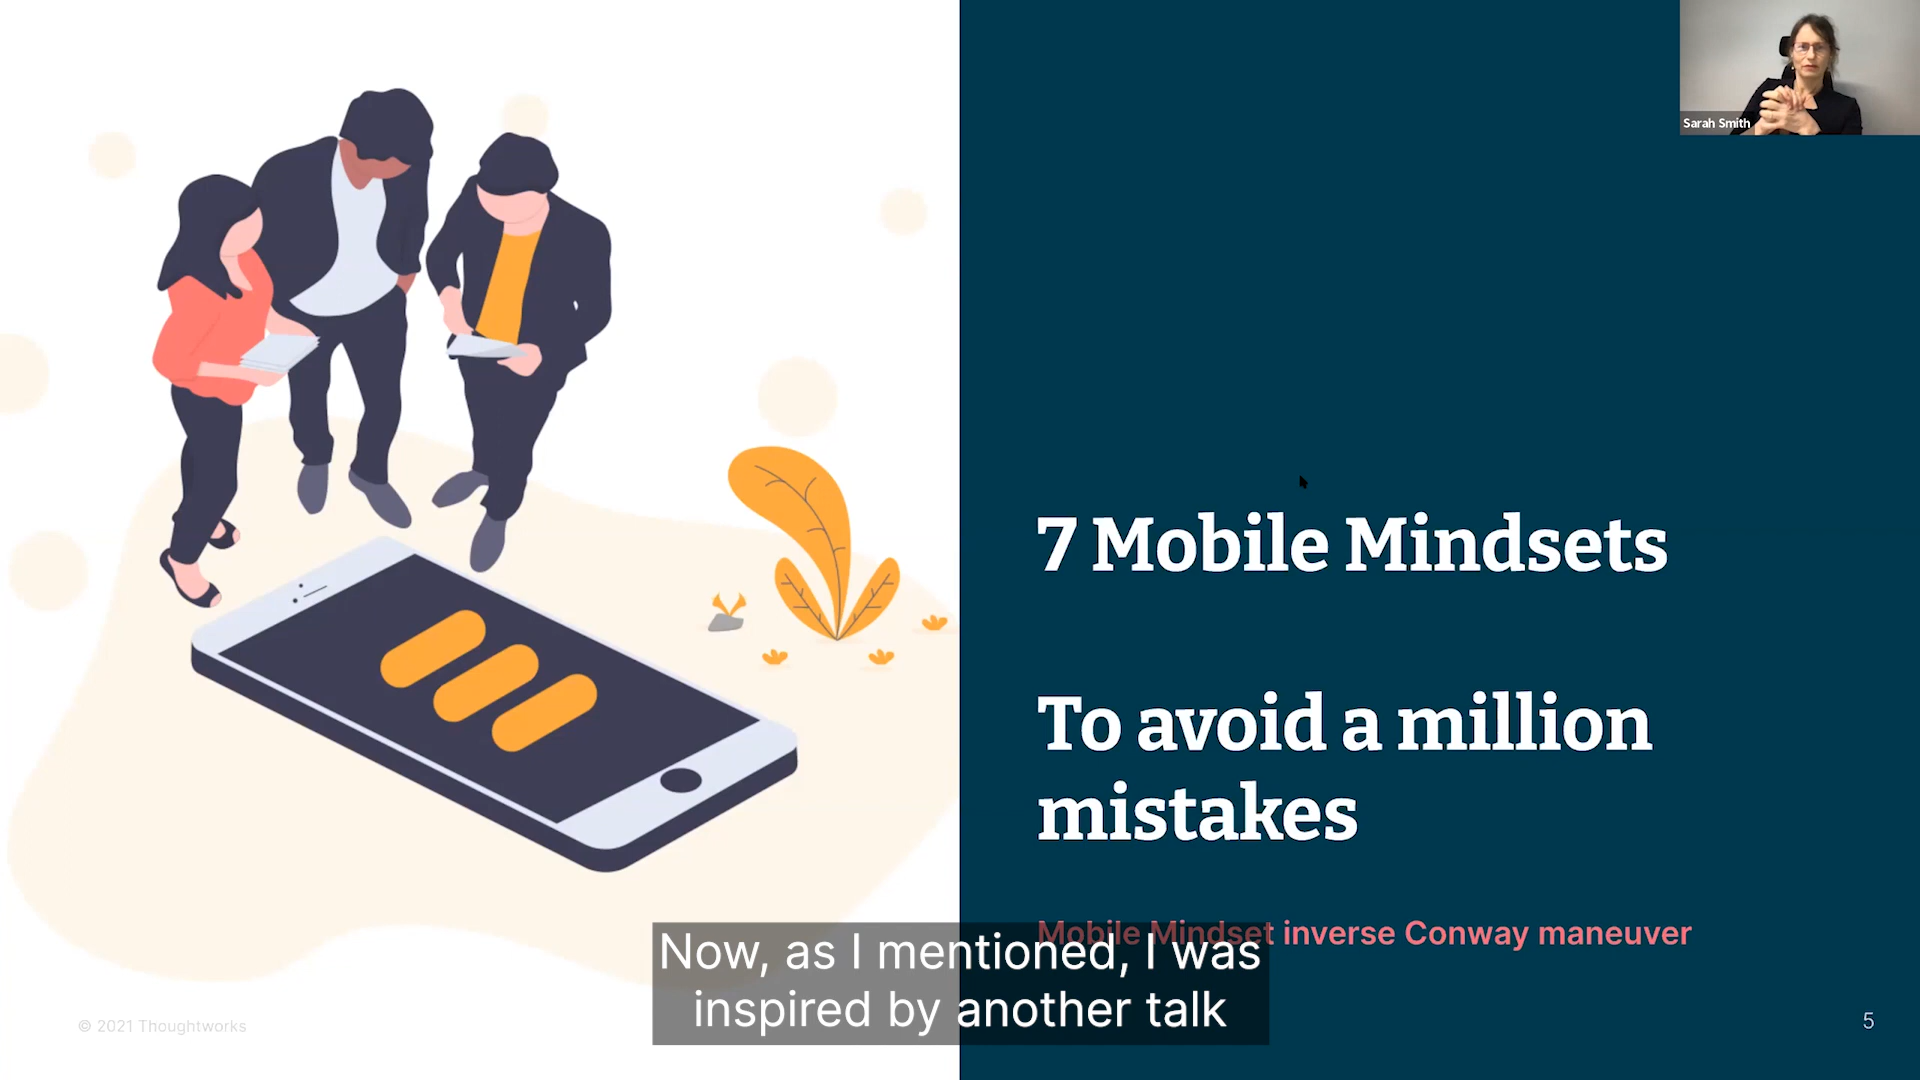 Sarah Smith
7 Mobile Mindsets
To avoid a million
mistakes
Mobile Mindset inverse Conway maneuver
Now, as I mentioned, I was
inspired by another talk
© 2021 Thoughtworks
5